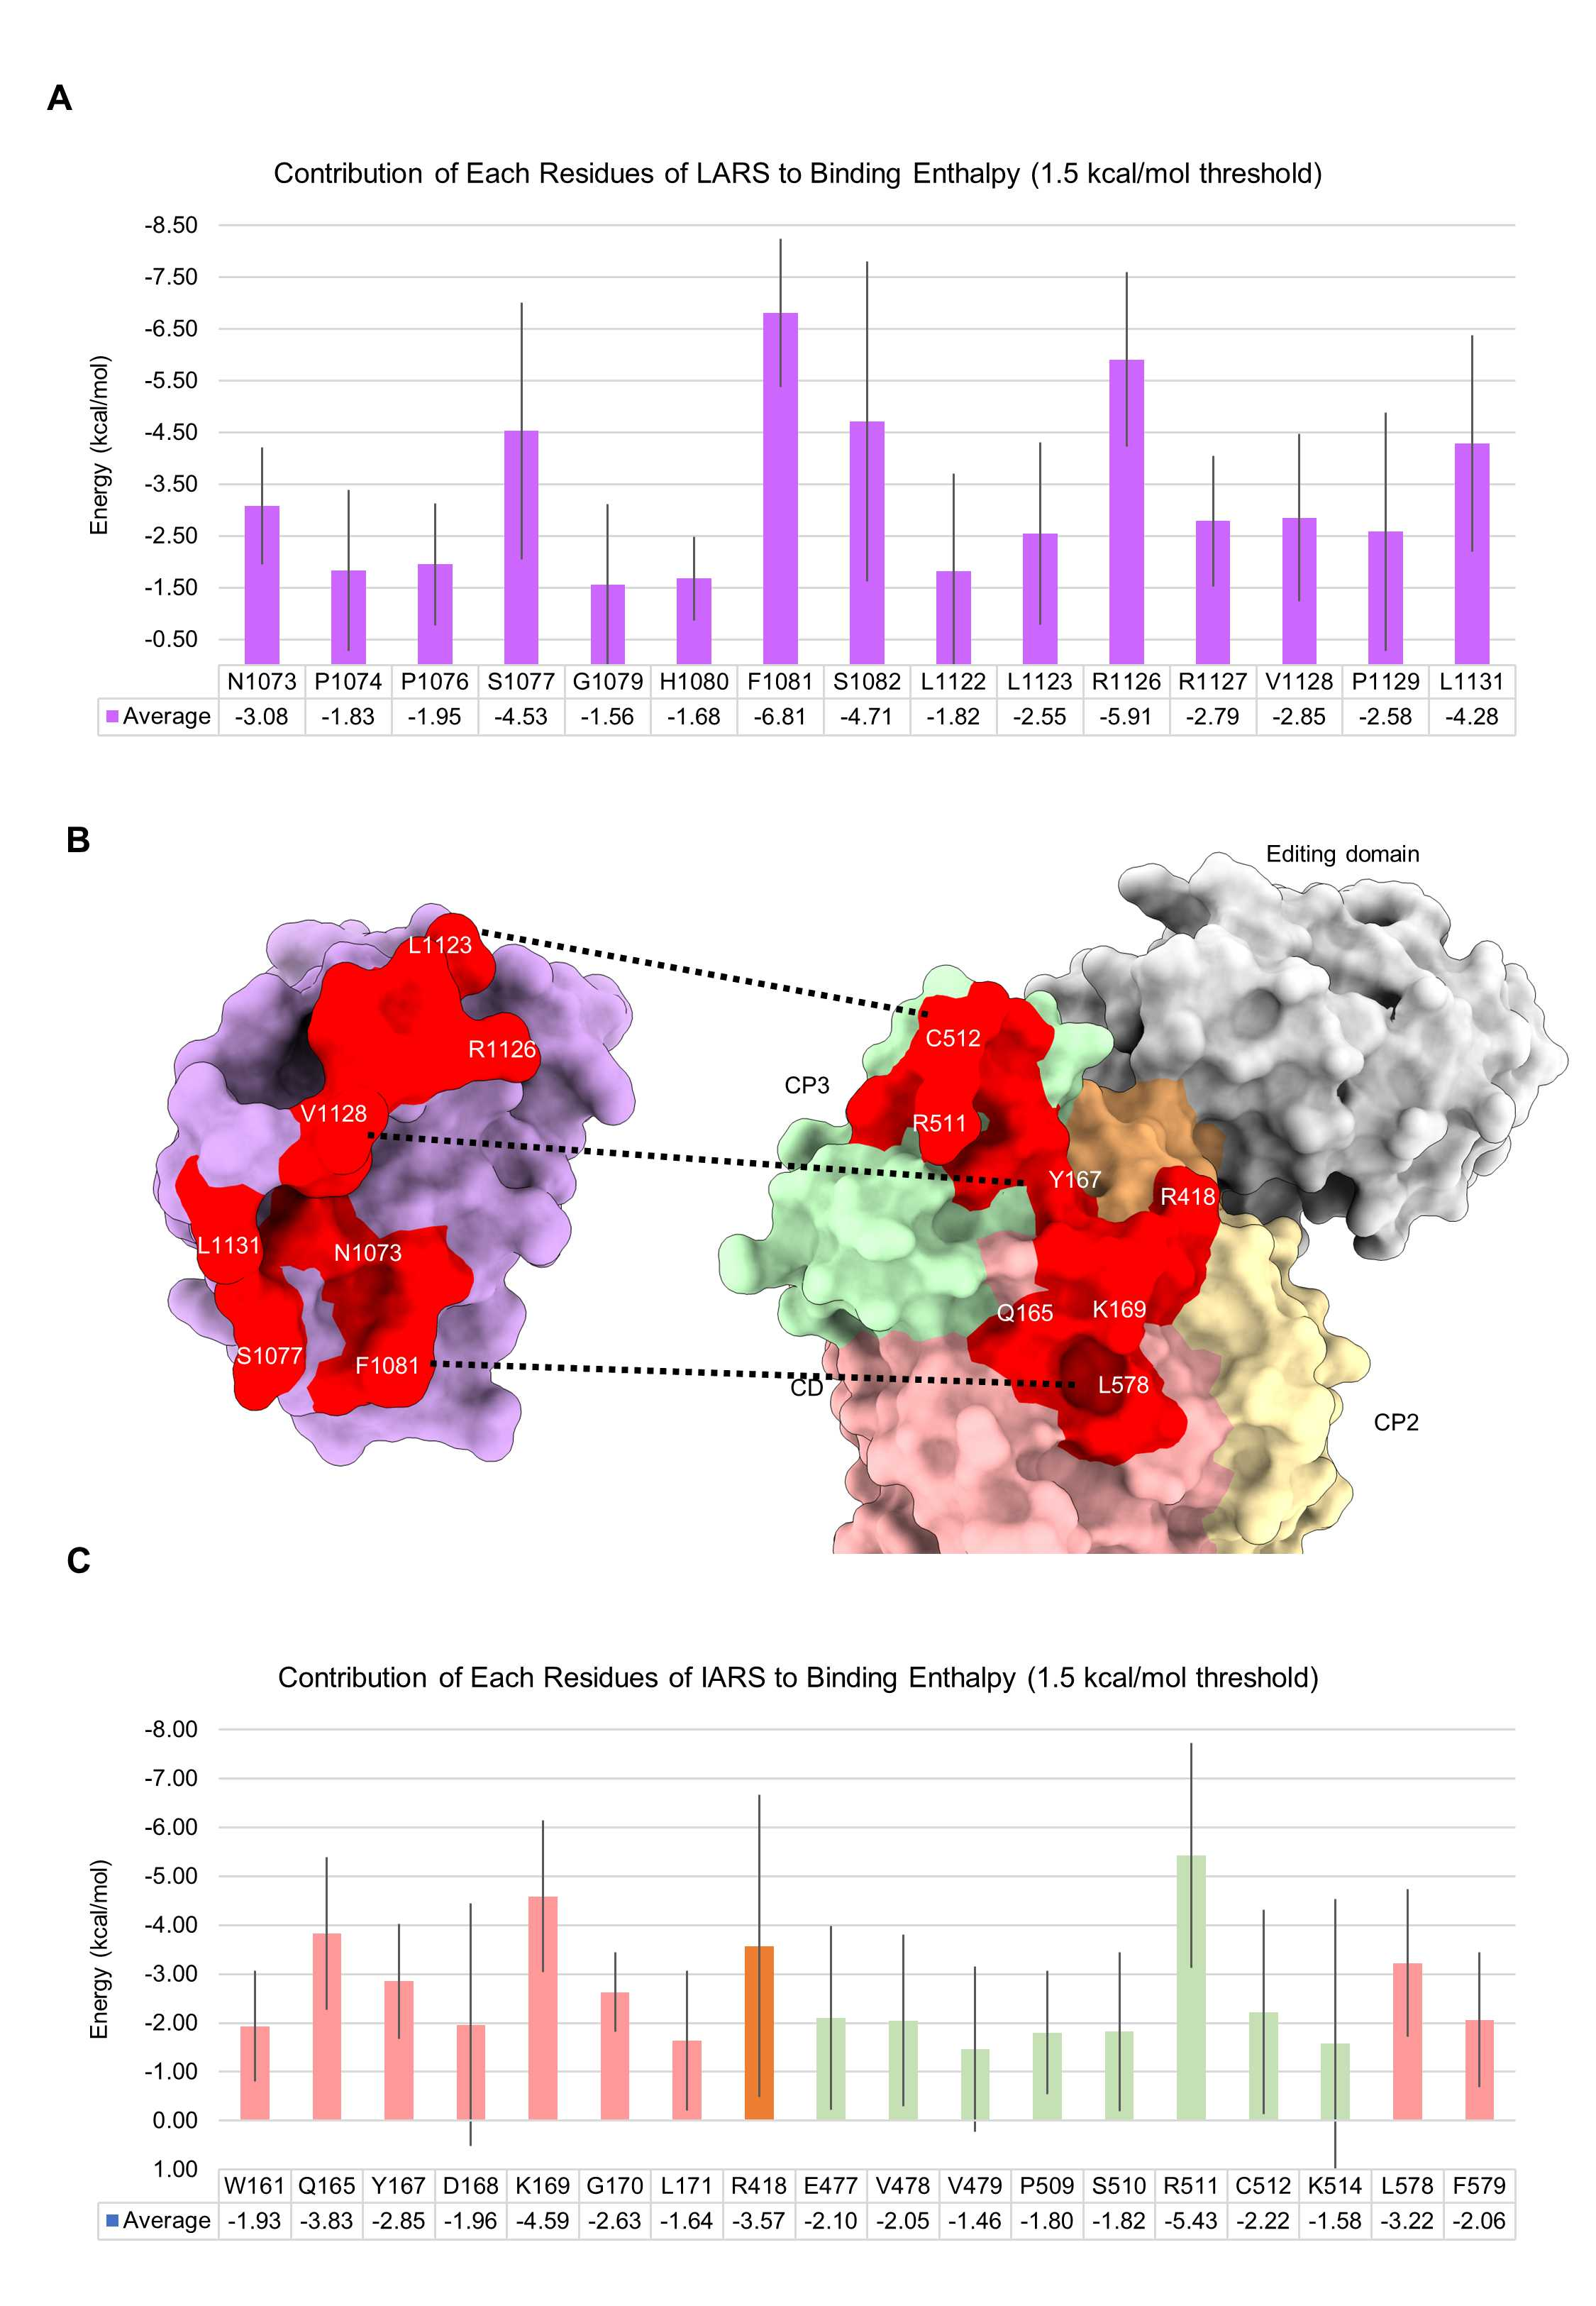 A
Contribution of Each Residues of LARS to Binding Enthalpy (1.5 kcal/mol threshold)
Energy (kcal/mol)
-8.50
-7.50
-6.50
-5.50
-4.50
-3.50
-2.50
-1.50
-0.50
N1073 P1074 P1076 S1077 G1079 H1080 F1081 S1082 L1122 L1123 R1126 R1127 V1128 P1129 L1131
Average -3.08 -1.83 -1.95 -4.53 -1.56 -1.68 -6.81 -4.71 -1.82 -2.55 -5.91 -2.79 -2.85 -2.58 -4.28
B
Editing domain
L1123
C512
R1126
CP3
V1128
R511
Y167
R418
L1131
N1073
Q165
K169
S1077
F1081
L578
CD
CP2
C
Contribution of Each Residues of IARS to Binding Enthalpy (1.5 kcal/mol threshold)
Energy (kcal/mol)
-8.00
-7.00
-6.00
-5.00
-4.00
-3.00
-2.00
-1.00
0.00
1.00
W161 Q165 Y167 D168 K169 G170 L171 R418 E477 V478 V479 P509 S510 R511 C512 K514 L578 F579
Average -1.93 -3.83 -2.85 -1.96 -4.59 -2.63 -1.64 -3.57 -2.10 -2.05 -1.46 -1.80 -1.82 -5.43 -2.22 -1.58 -3.22 -2.06